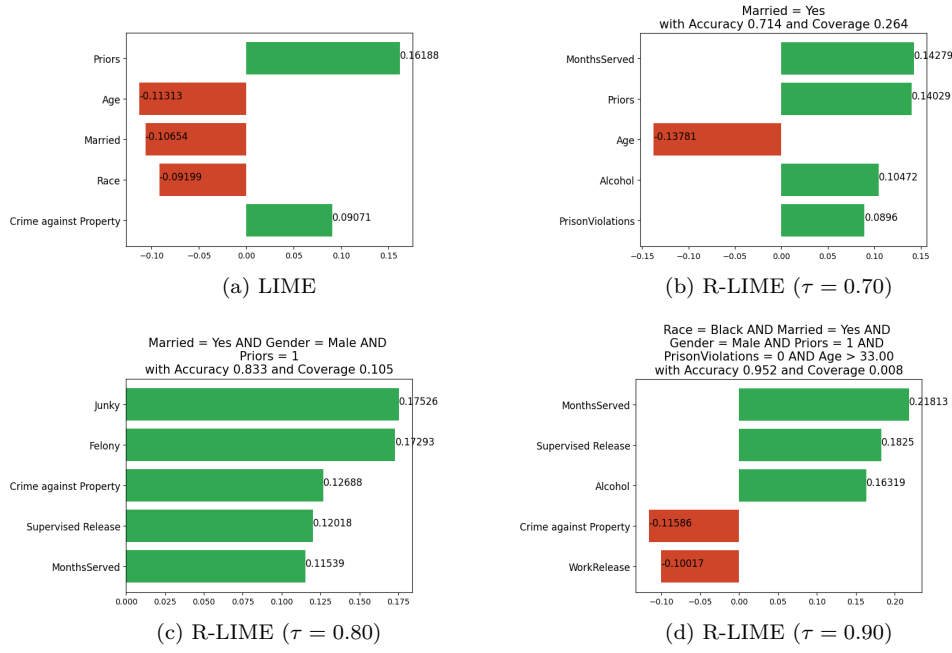 Priors
0.16188
Age
-0.11313
Married
-0.10654
Race
-0.09199
Crime against Property
0.09071
−0.10 −0.05 0.00 0.05 0.10 0.15
(a) LIME
Married = Yes
with Accuracy 0.714 and Coverage 0.264
MonthsServed
0.14279
Priors
0.14029
Age
-0.13781
Alcohol
0.10472
PrisonViolations
0.0896
−0.15 −0.10 −0.05 0.00 0.05 0.10 0.15
(b) R-LIME (τ = 0.70)
Married = Yes AND Gender = Male AND
Priors = 1
with Accuracy 0.833 and Coverage 0.105
Junky
0.17526
Felony
0.17293
Crime against Property
0.12688
Supervised Release
0.12018
MonthsServed
0.11539
0.000 0.025 0.050 0.075 0.100 0.125 0.150 0.175
(c) R-LIME (τ = 0.80)
Race = Black AND Married = Yes AND
Gender = Male AND Priors = 1 AND
PrisonViolations = 0 AND Age > 33.00
with Accuracy 0.952 and Coverage 0.008
MonthsServed
0.21813
Supervised Release
0.1825
Alcohol
0.16319
Crime against Property
-0.11586
WorkRelease
-0.10017
−0.10 −0.05 0.00 0.05 0.10 0.15 0.20
(d) R-LIME (τ = 0.90)